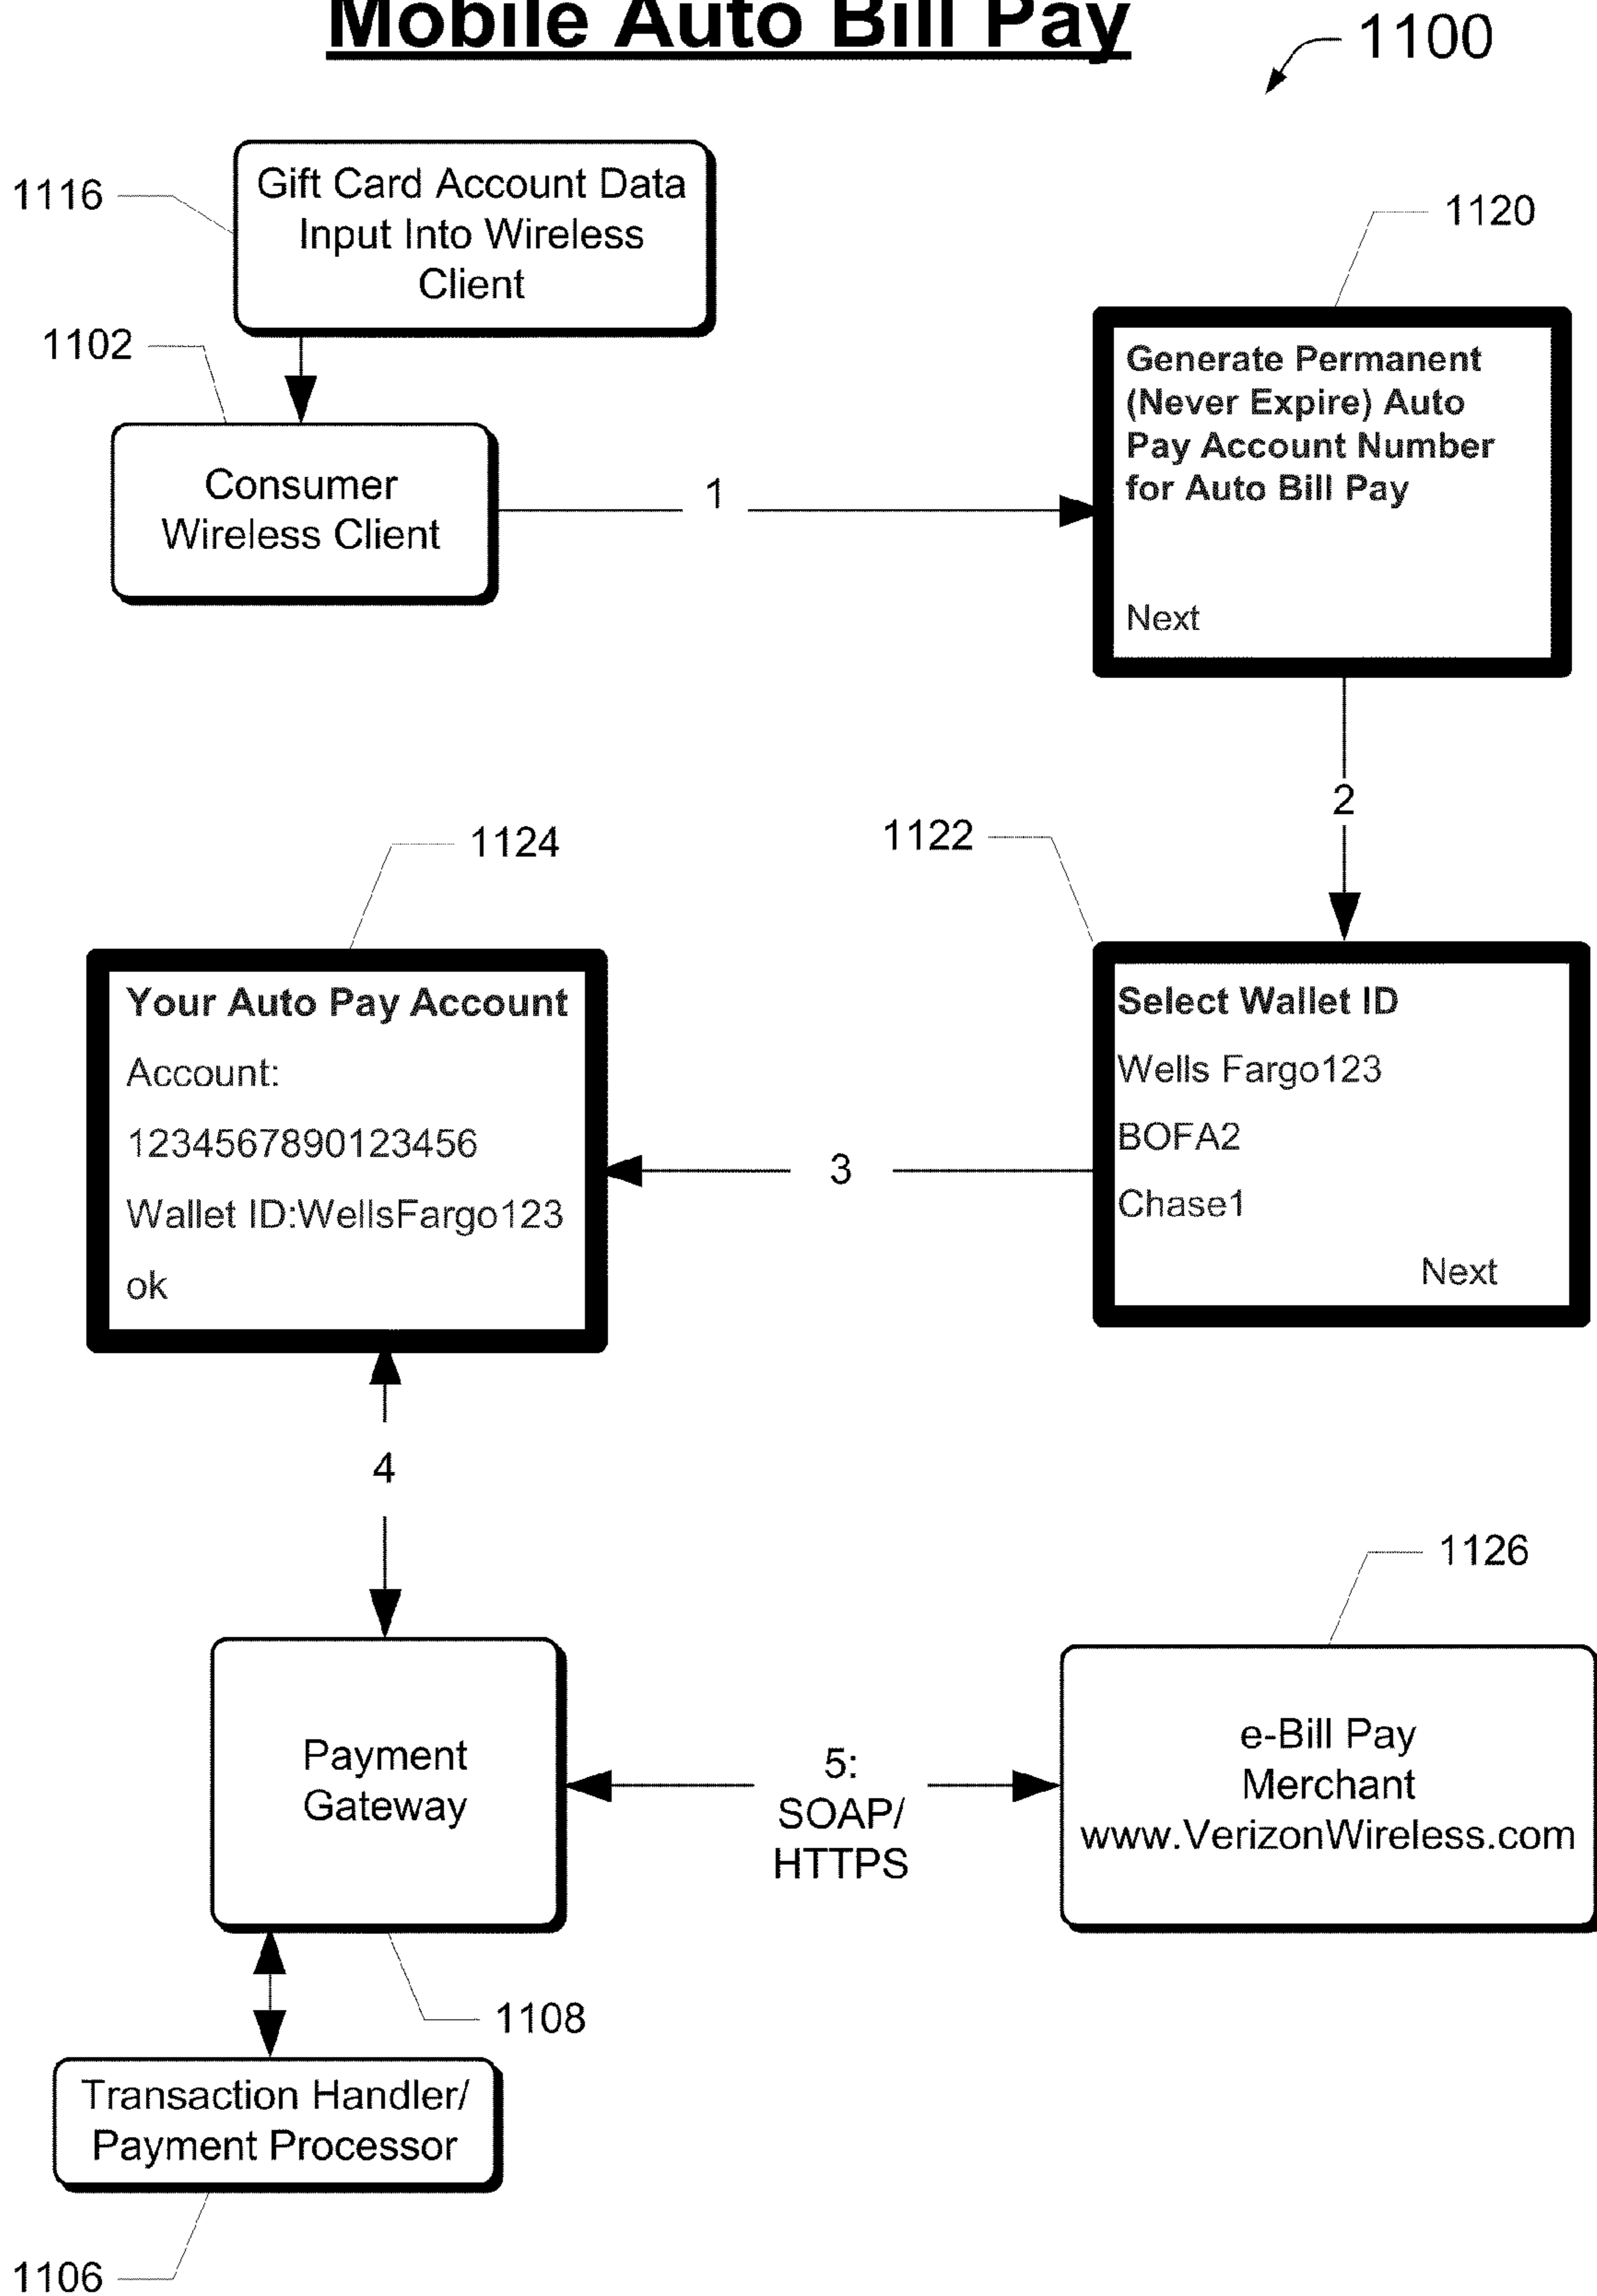 Mobile Auto Bill Pay
1100
1116
Gift Card Account Data
Input Into Wireless
Client
1120
1102
Consumer
Wireless Client
1
Generate Permanent
(Never Expire) Auto
Pay Account Number
for Auto Bill Pay
Next
2
1124
1122
Your Auto Pay Account
Account:
1234567890123456
Wallet ID:WellsFargo123
ok
3
Select Wallet ID
Wells Fargo123
BOFA2
Chase1
Next
4
1126
Payment
Gateway
5:
SOAP/
HTTPS
e-Bill Pay
Merchant
www.VerizonWireless.com
1108
Transaction Handler/
Payment Processor
1106